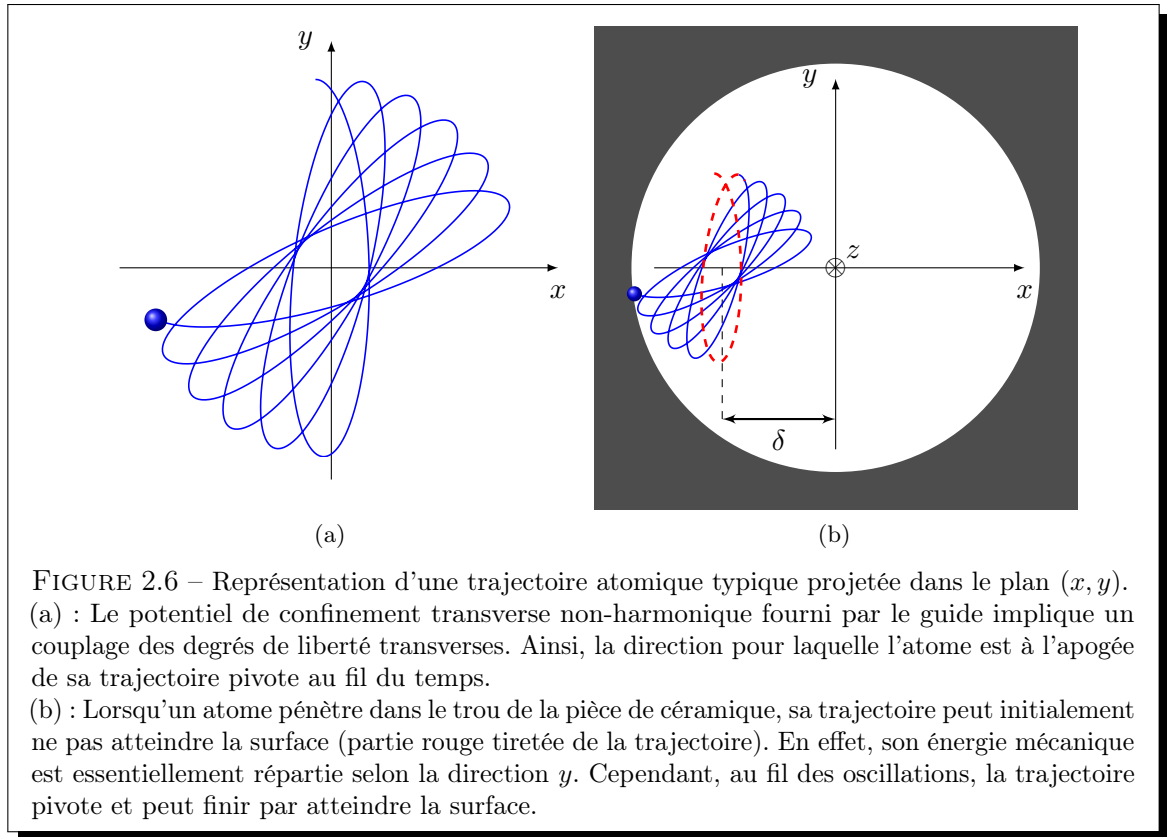 y
x
(a)
y
z
x
δ
(b)
FIGURE 2.6 – Représentation d'une trajectoire atomique typique projetée dans le plan (x, y).
(a) : Le potentiel de confinement transverse non-harmonique fourni par le guide implique un
couplage des degrés de liberté transverses. Ainsi, la direction pour laquelle l'atome est à l'apogée
de sa trajectoire pivote au fil du temps.
(b) : Lorsqu'un atome pénètre dans le trou de la pièce de céramique, sa trajectoire peut initialement
ne pas atteindre la surface (partie rouge tiretée de la trajectoire). En effet, son énergie mécanique
est essentiellement répartie selon la direction y. Cependant, au fil des oscillations, la trajectoire
pivote et peut finir par atteindre la surface.